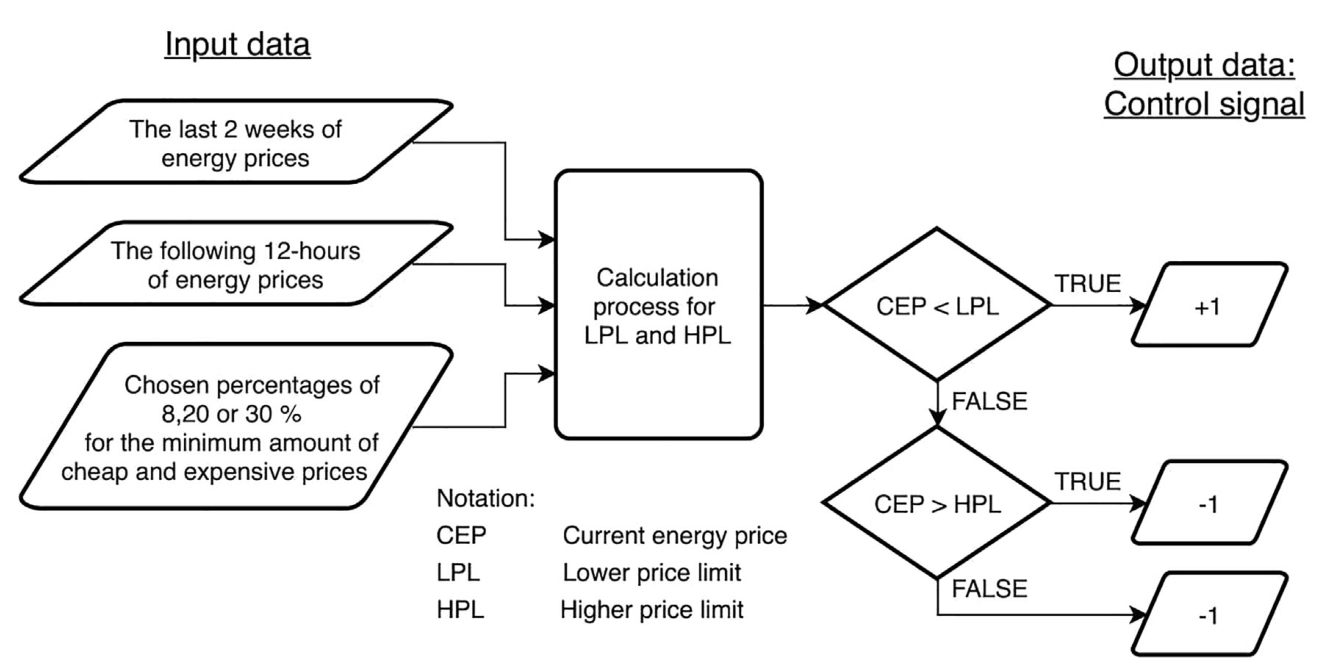 Input data
Output data:
Control signal
The last 2 weeks of
energy prices
The following 12-hours
of energy prices
Chosen percentages of
8,20 or 30 %
for the minimum amount of
cheap and expensive prices
Calculation
process for
LPL and HPL
CEP < LPL
TRUE
+1
FALSE
CEP > HPL
TRUE
-1
FALSE
-1
Notation:
CEP Current energy price
LPL Lower price limit
HPL Higher price limit